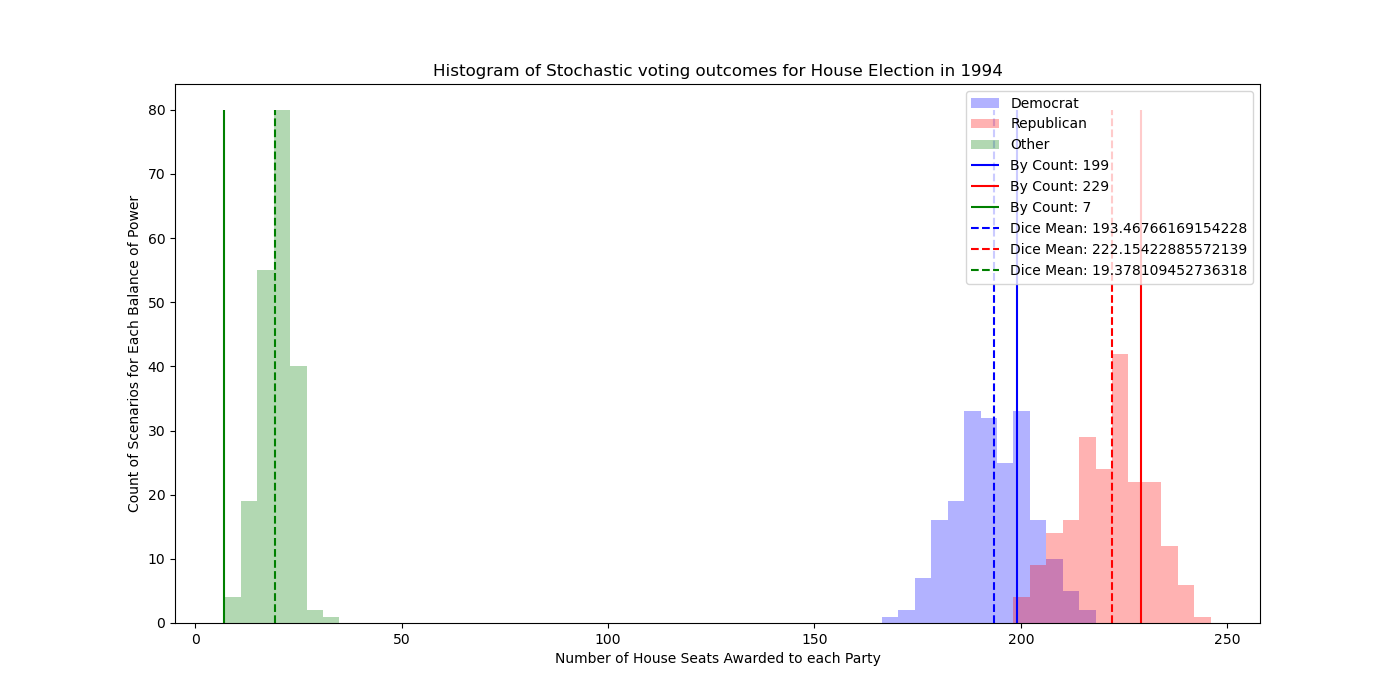 Histogram of Stochastic voting outcomes for House Election in 1994
Count of Scenarios for Each Balance of Power
80
70
60
50
40
30
20
10
0
Democrat
Republican
Other
By Count: 199
By Count: 229
By Count: 7
Dice Mean: 193.46766169154228
Dice Mean: 222.15422885572139
Dice Mean: 19.378109452736318
0 50 100 150 200 250
Number of House Seats Awarded to each Party